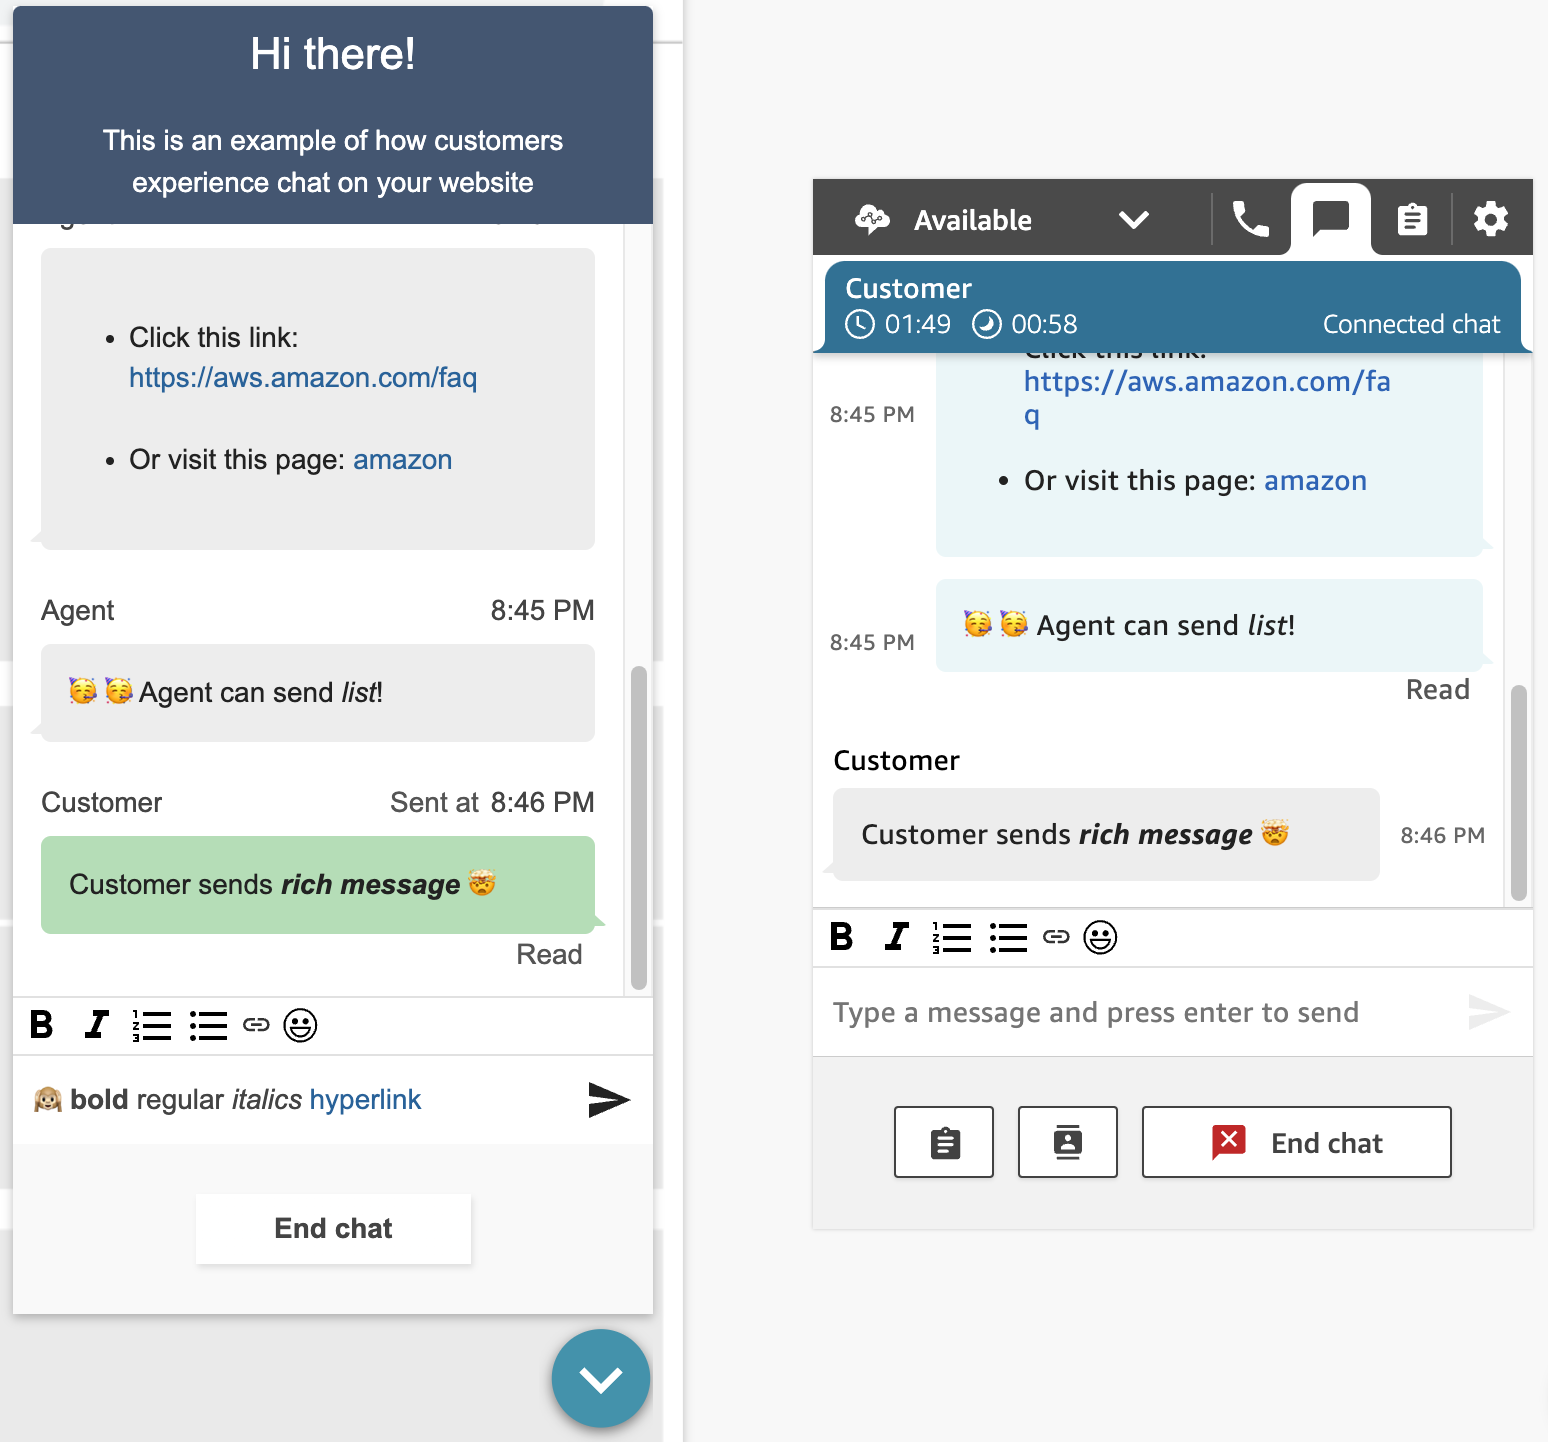 Hi there!
This is an example of how customers
experience chat on your website
• Click this link:
https://aws.amazon.com/faq
• Or visit this page: amazon
Agent 8:45 PM
🥳 🥳 Agent can send list!
Customer Sent at 8:46 PM
Customer sends rich message 🤯
Read
B I
🙉 bold regular italics hyperlink
End chat
Available
Customer
01:49 00:58 Connected chat
Click this link:
https://aws.amazon.com/fa
q
8:45 PM
• Or visit this page: amazon
🥳 🥳 Agent can send list!
8:45 PM
Read
Customer
Customer sends rich message 🤯 8:46 PM
B I
Type a message and press enter to send
End chat